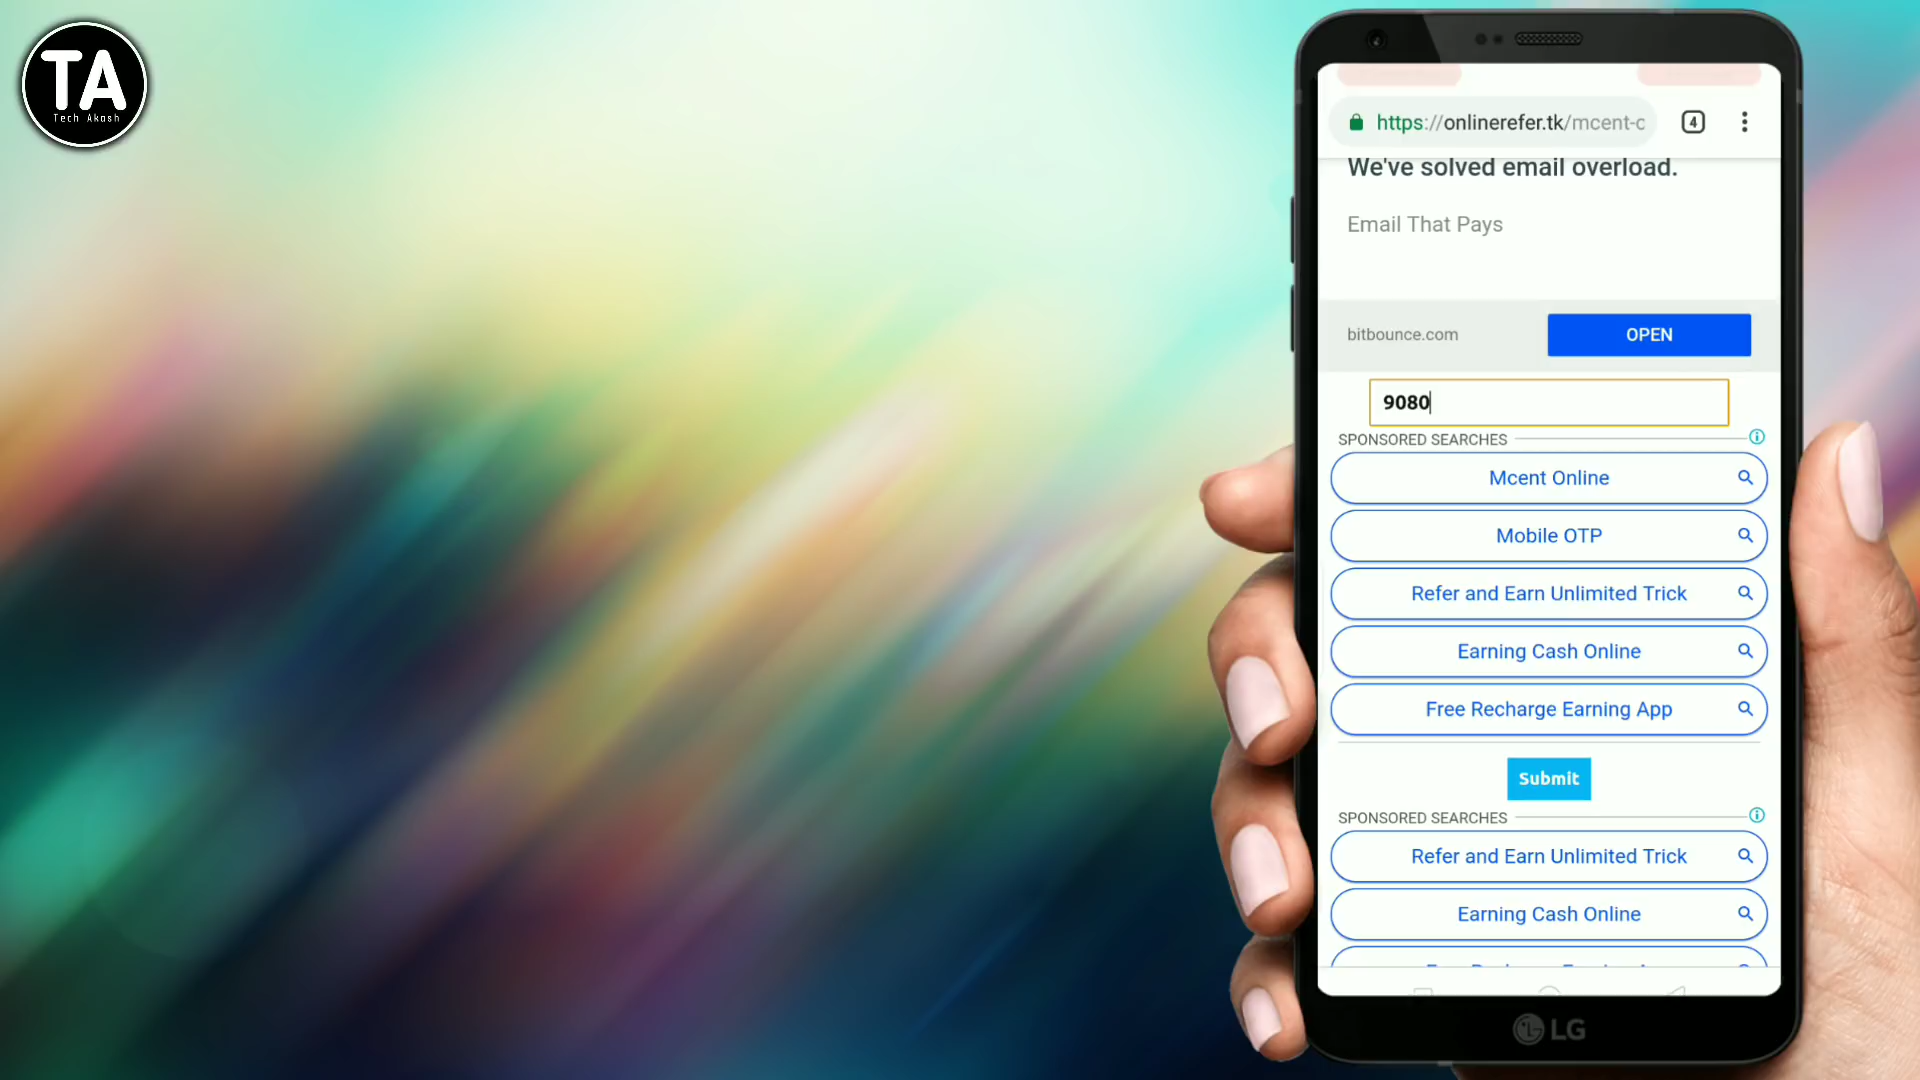 TA
Tech Akash
https://onlinerefer.tk/mcent-c
4
We've solved email overload.
Email That Pays
bitbounce.com
OPEN
9080
SPONSORED SEARCHES
Mcent Online
Mobile OTP
Refer and Earn Unlimited Trick
Earning Cash Online
Free Recharge Earning App
Submit
SPONSORED SEARCHES
Refer and Earn Unlimited Trick
Earning Cash Online
LG